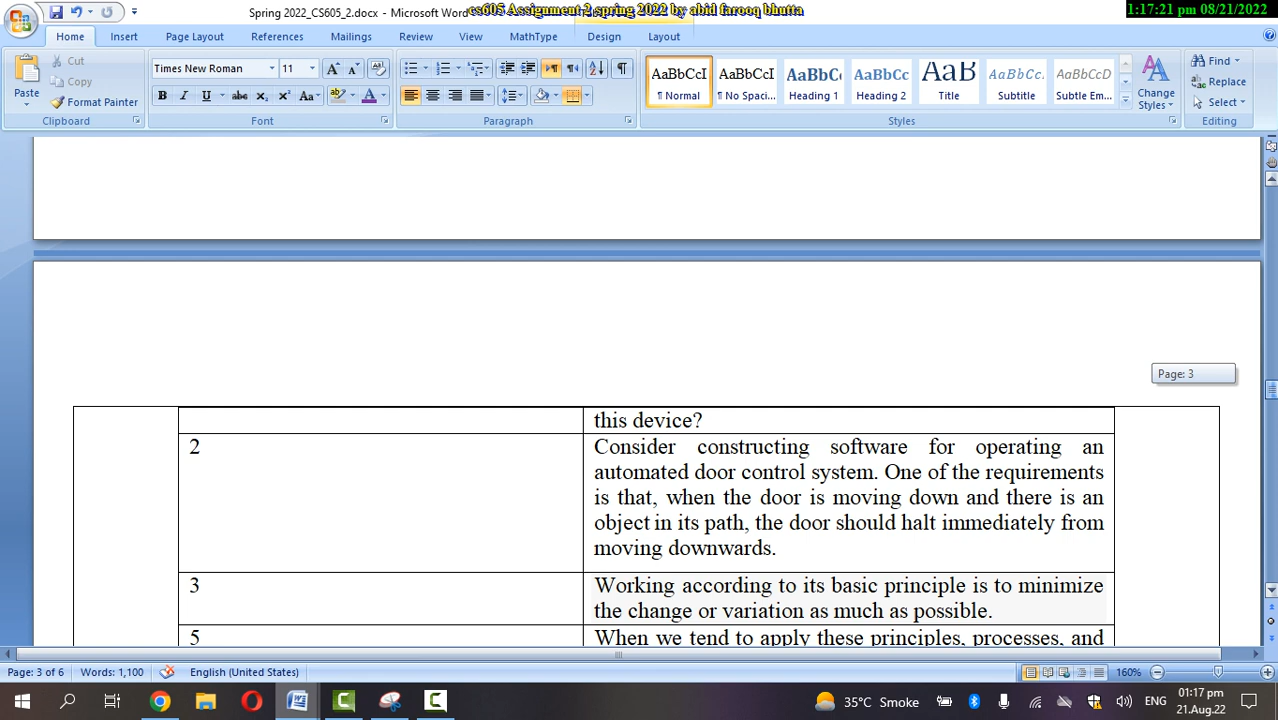 Spring 2022_CS605_2.docx - Microsoft Word
cs605 Assignment 2 spring 2022 by abid farooq bhutta
1:17:21 pm 08/21/2022
Home Insert Page Layout References Mailings Review View MathType Design Layout
Cut
Copy
Format Painter
Paste
Clipboard
Times New Roman 11
Font
Paragraph
AaBbCcI AaBbCcI AaBbC AaBbCc AaB AaBbCc. AaBbCcD
¶ Normal ¶ No Spaci... Heading 1 Heading 2 Title Subtitle Subtle Em...
Change
Styles
Styles
Find
Replace
Select
Editing
Page: 3
this device?
2
Consider constructing software for operating an
automated door control system. One of the requirements
is that, when the door is moving down and there is an
object in its path, the door should halt immediately from
moving downwards.
3
Working according to its basic principle is to minimize
the change or variation as much as possible.
5
When we tend to apply these principles, processes, and
Page: 3 of 6 Words: 1,100 English (United States) 160%
35°C Smoke ENG 01:17 pm
21.Aug.22